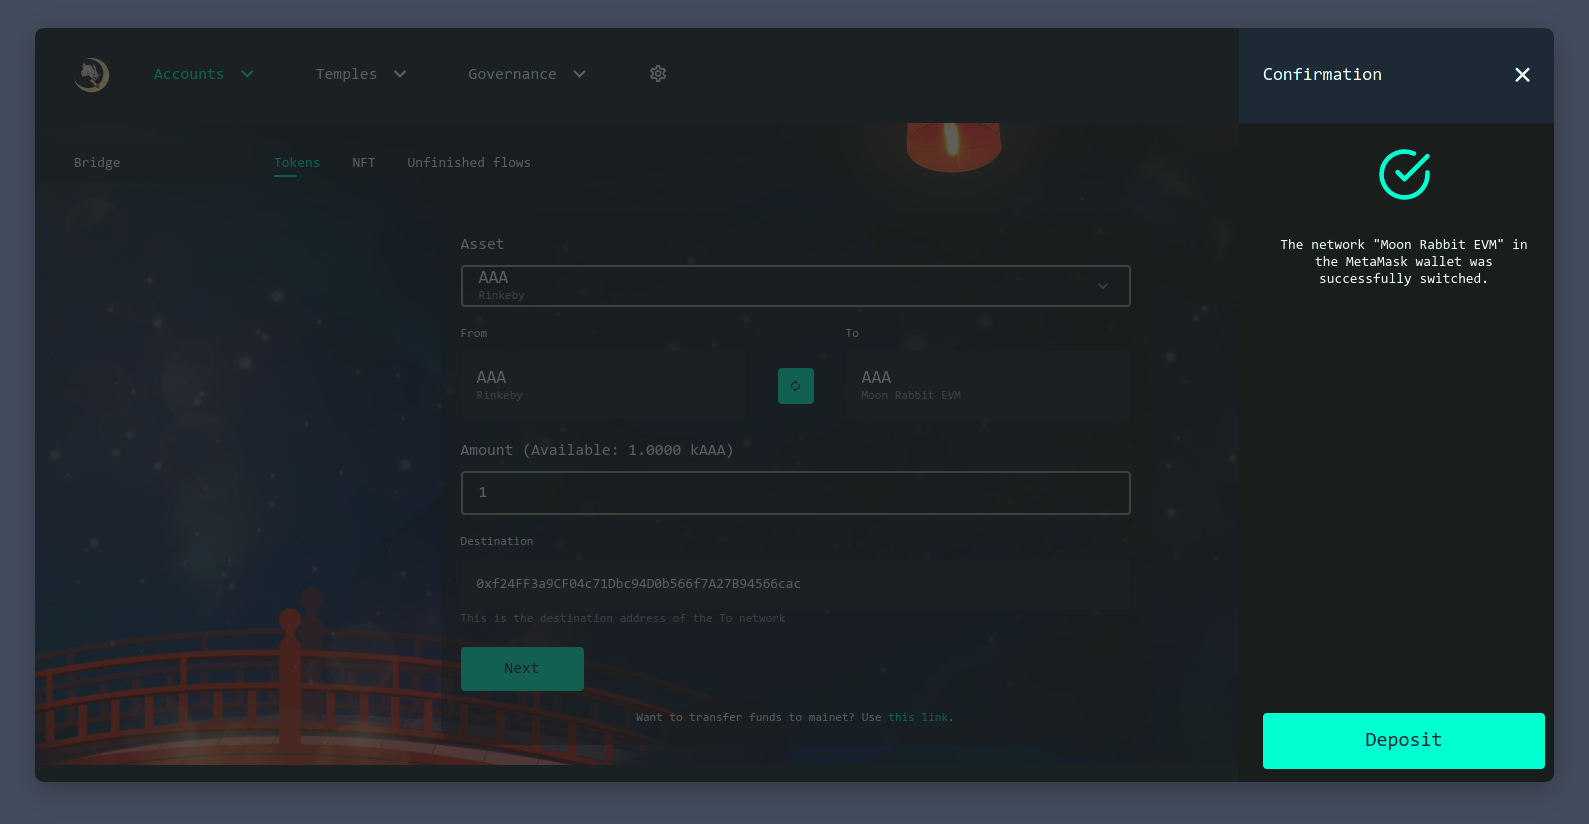 Accounts
Temples
Governance
Confirmation
Bridge
Tokens
NFT
Unfinished flows
The network "Moon Rabbit EVM" in
the MetaMask wallet was
successfully switched.
Asset
AAA
Rinkeby
From
To
AAA
Rinkeby
AAA
Moon Rabbit EVM
Amount (Available: 1.0000 kAAA)
1
Destination
0xf24FF3a9CF04c71Dbc94D0b566f7A27B94566cac
This is the destination address of the To network
Next
Want to transfer funds to mainet? Use this link.
Deposit